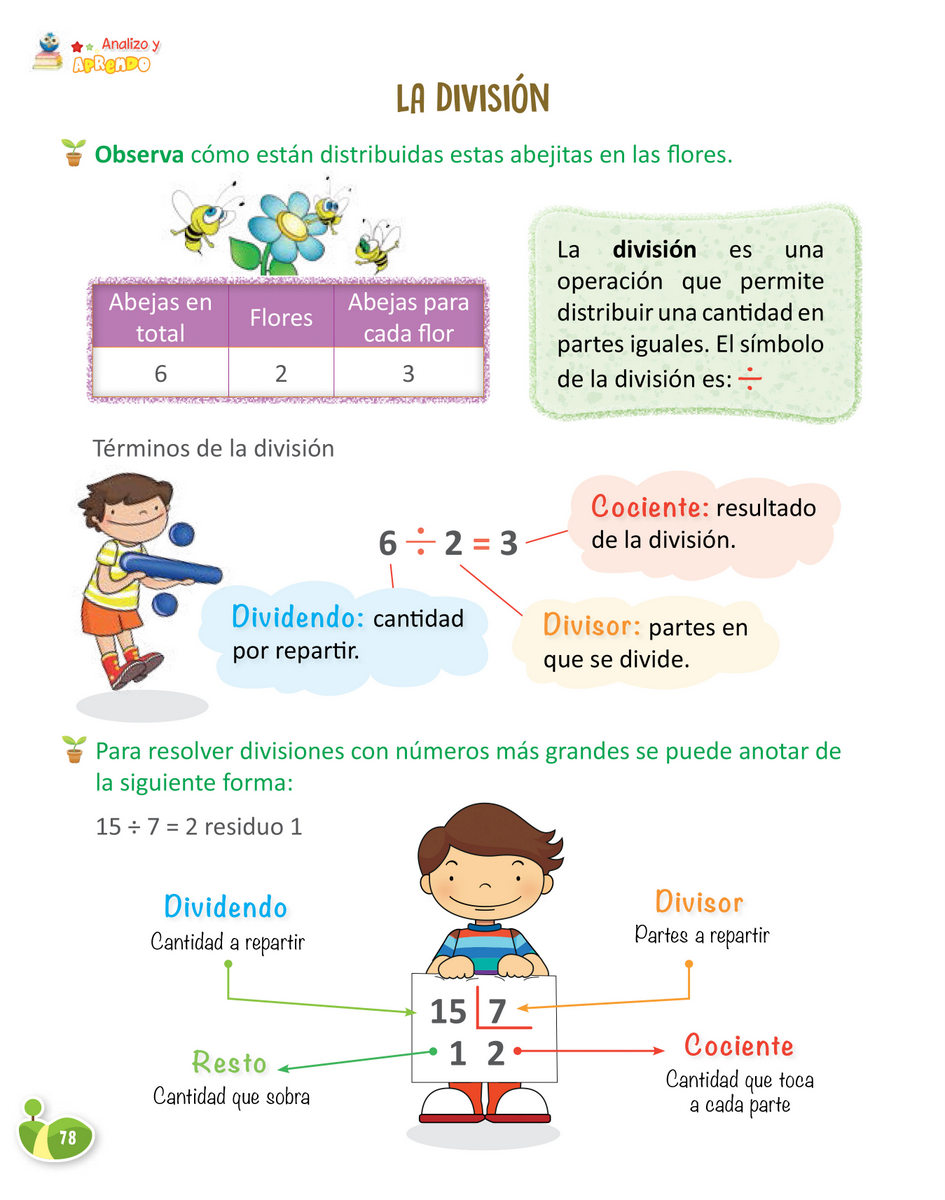 Analizo y
APRENDO
LA DIVISIÓN
Observa cómo están distribuidas estas abejitas en las flores.
Abejas en total
Flores
Abejas para cada flor
6
2
3
La división es una
operación que permite
distribuir una cantidad en
partes iguales. El símbolo
de la división es: ÷
Términos de la división
6 ÷ 2 = 3
Cociente: resultado
de la división.
Dividendo: cantidad
por repartir.
Divisor: partes en
que se divide.
Para resolver divisiones con números más grandes se puede anotar de
la siguiente forma:
15 ÷ 7 = 2 residuo 1
Dividendo
Cantidad a repartir
Divisor
Partes a repartir
15 7
1 2
Resto
Cantidad que sobra
Cociente
Cantidad que toca
a cada parte
78